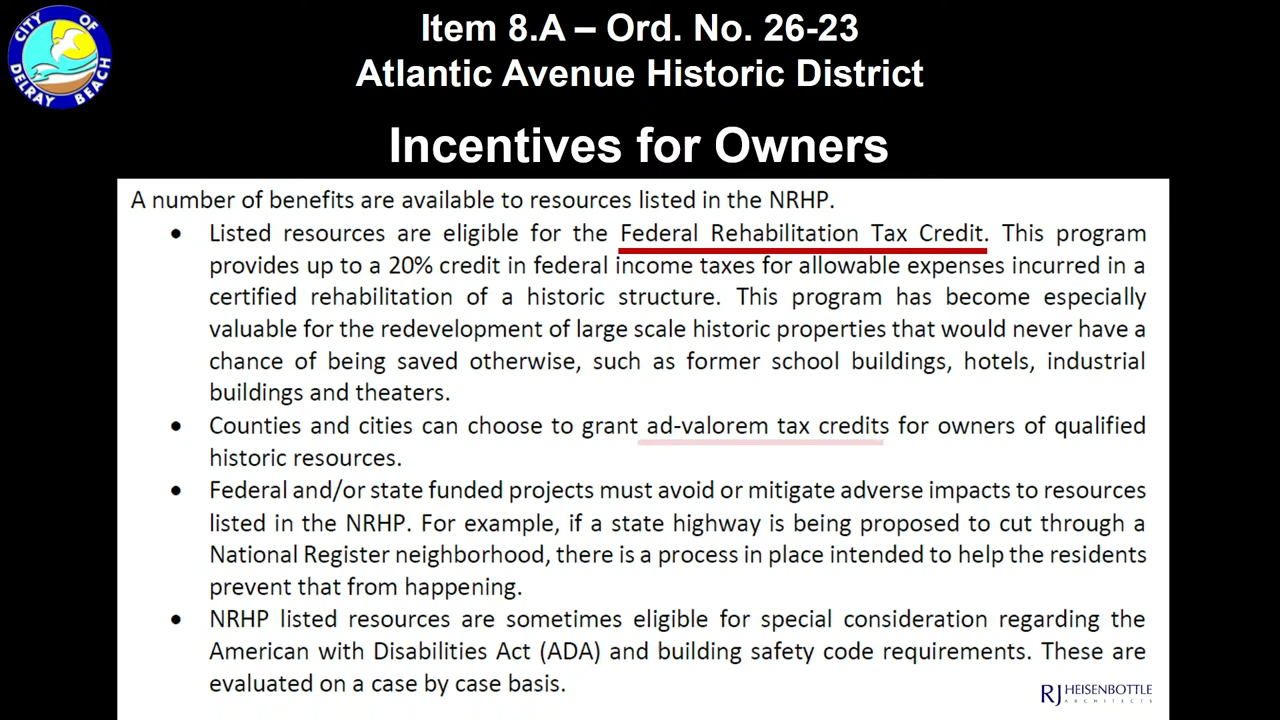 CITY OF
DELRAY BEACH
Item 8.A – Ord. No. 26-23
Atlantic Avenue Historic District
Incentives for Owners
A number of benefits are available to resources listed in the NRHP.
• Listed resources are eligible for the Federal Rehabilitation Tax Credit. This program
provides up to a 20% credit in federal income taxes for allowable expenses incurred in a
certified rehabilitation of a historic structure. This program has become especially
valuable for the redevelopment of large scale historic properties that would never have a
chance of being saved otherwise, such as former school buildings, hotels, industrial
buildings and theaters.
• Counties and cities can choose to grant ad-valorem tax credits for owners of qualified
historic resources.
• Federal and/or state funded projects must avoid or mitigate adverse impacts to resources
listed in the NRHP. For example, if a state highway is being proposed to cut through a
National Register neighborhood, there is a process in place intended to help the residents
prevent that from happening.
• NRHP listed resources are sometimes eligible for special consideration regarding the
American with Disabilities Act (ADA) and building safety code requirements. These are
evaluated on a case by case basis.
RJ HEISENBOTTLE
ARCHITECTS